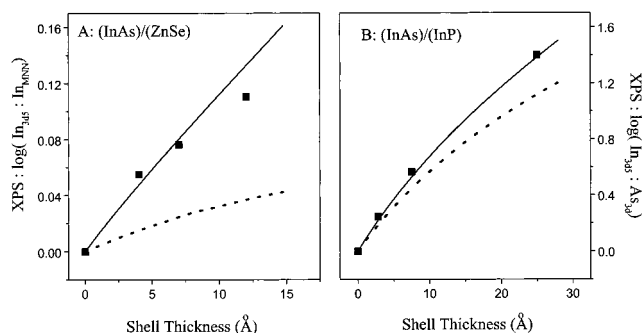 A: (InAs)/(ZnSe)
XPS : log( In3d5 : InMNN)
0.16
0.12
0.08
0.04
0.00
0 5 10 15
Shell Thickness (Å)
B: (InAs)/(InP)
1.6
1.2
0.8
0.4
0.0
XPS : log( In3d5 : As3d)
0 10 20 30
Shell Thickness (Å)